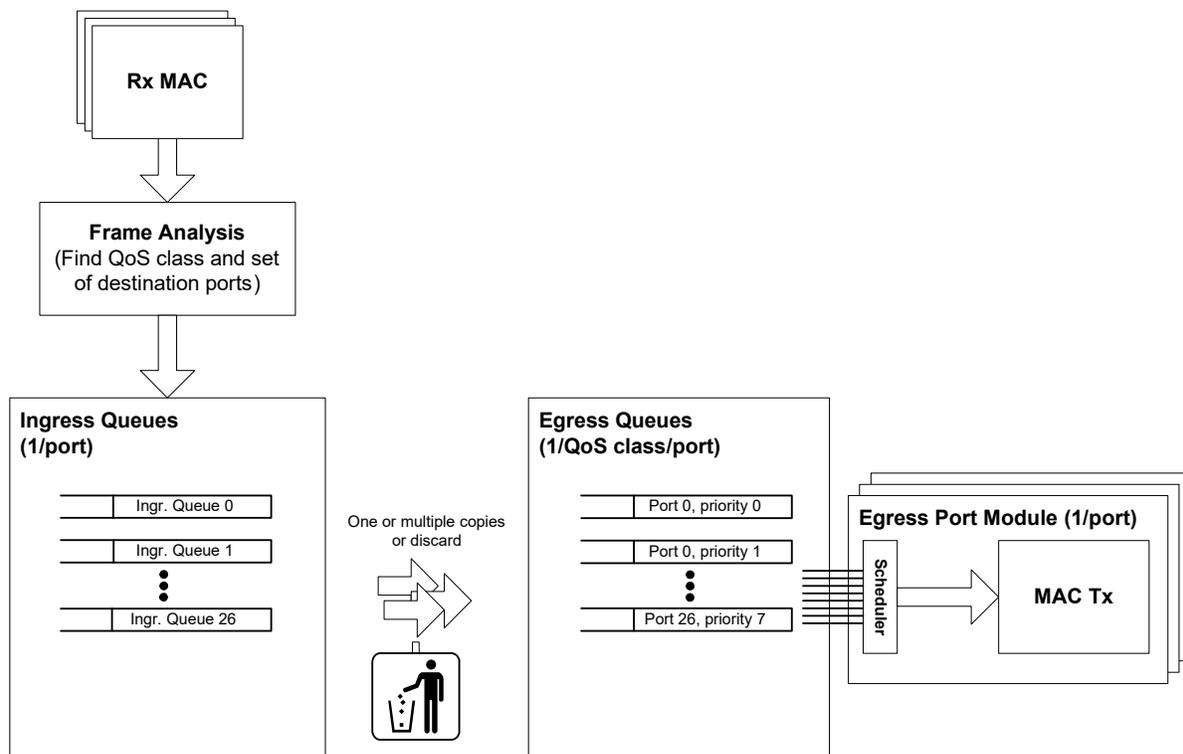 Rx MAC
Frame Analysis
(Find QoS class and set
of destination ports)
Ingress Queues
(1/port)
Ingr. Queue 0
Ingr. Queue 1
Ingr. Queue 26
One or multiple copies
or discard
Egress Queues
(1/QoS class/port)
Port 0, priority 0
Port 0, priority 1
Port 26, priority 7
Egress Port Module (1/port)
Scheduler
MAC Tx